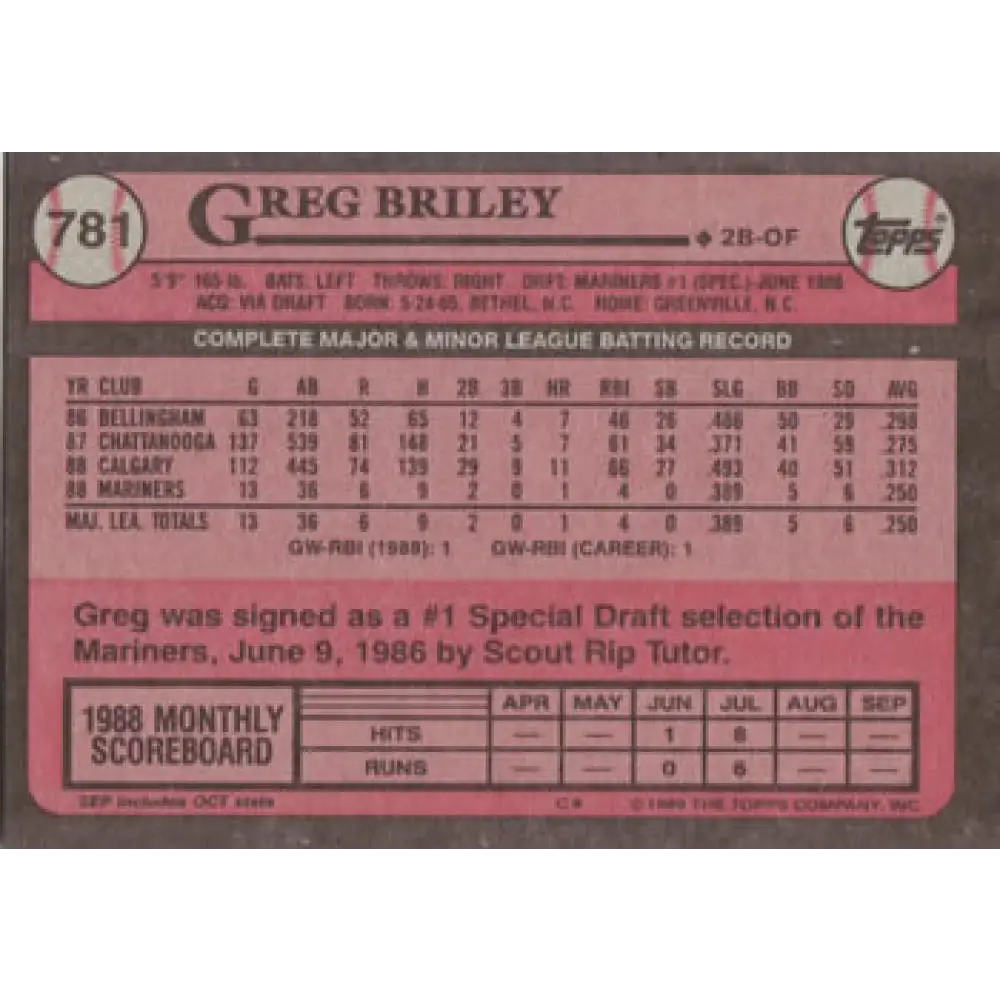 781
GREG BRILEY
2B-OF
TOPPS®
5'9" 165 lb. BATS: LEFT THROWS: RIGHT DRFT: MARINERS #1 (SPEC.)-JUNE 1986
ACQ: VIA DRAFT BORN: 5-24-65, BETHEL, N.C. HOME: GREENVILLE, N.C.
COMPLETE MAJOR & MINOR LEAGUE BATTING RECORD
YR CLUB G AB R H 2B 3B HR RBI SB SLG BB SO AVG
86 BELLINGHAM 63 218 52 65 12 4 7 46 26 .486 50 29 .298
87 CHATTANOOGA 137 539 81 148 21 5 7 61 34 .371 41 59 .275
88 CALGARY 112 445 74 139 29 9 11 66 27 .493 40 51 .312
88 MARINERS 13 36 6 9 2 0 1 4 0 .389 5 6 .250
MAJ. LEA. TOTALS 13 36 6 9 2 0 1 4 0 .389 5 6 .250
GW-RBI (1988): 1 GW-RBI (CAREER): 1
Greg was signed as a #1 Special Draft selection of the
Mariners, June 9, 1986 by Scout Rip Tutor.
1988 MONTHLY
SCOREBOARD
APR MAY JUN JUL AUG SEP
HITS — — 1 8 — —
RUNS — — 0 6 — —
SEP includes OCT stats
© 1989 THE TOPPS COMPANY, INC.